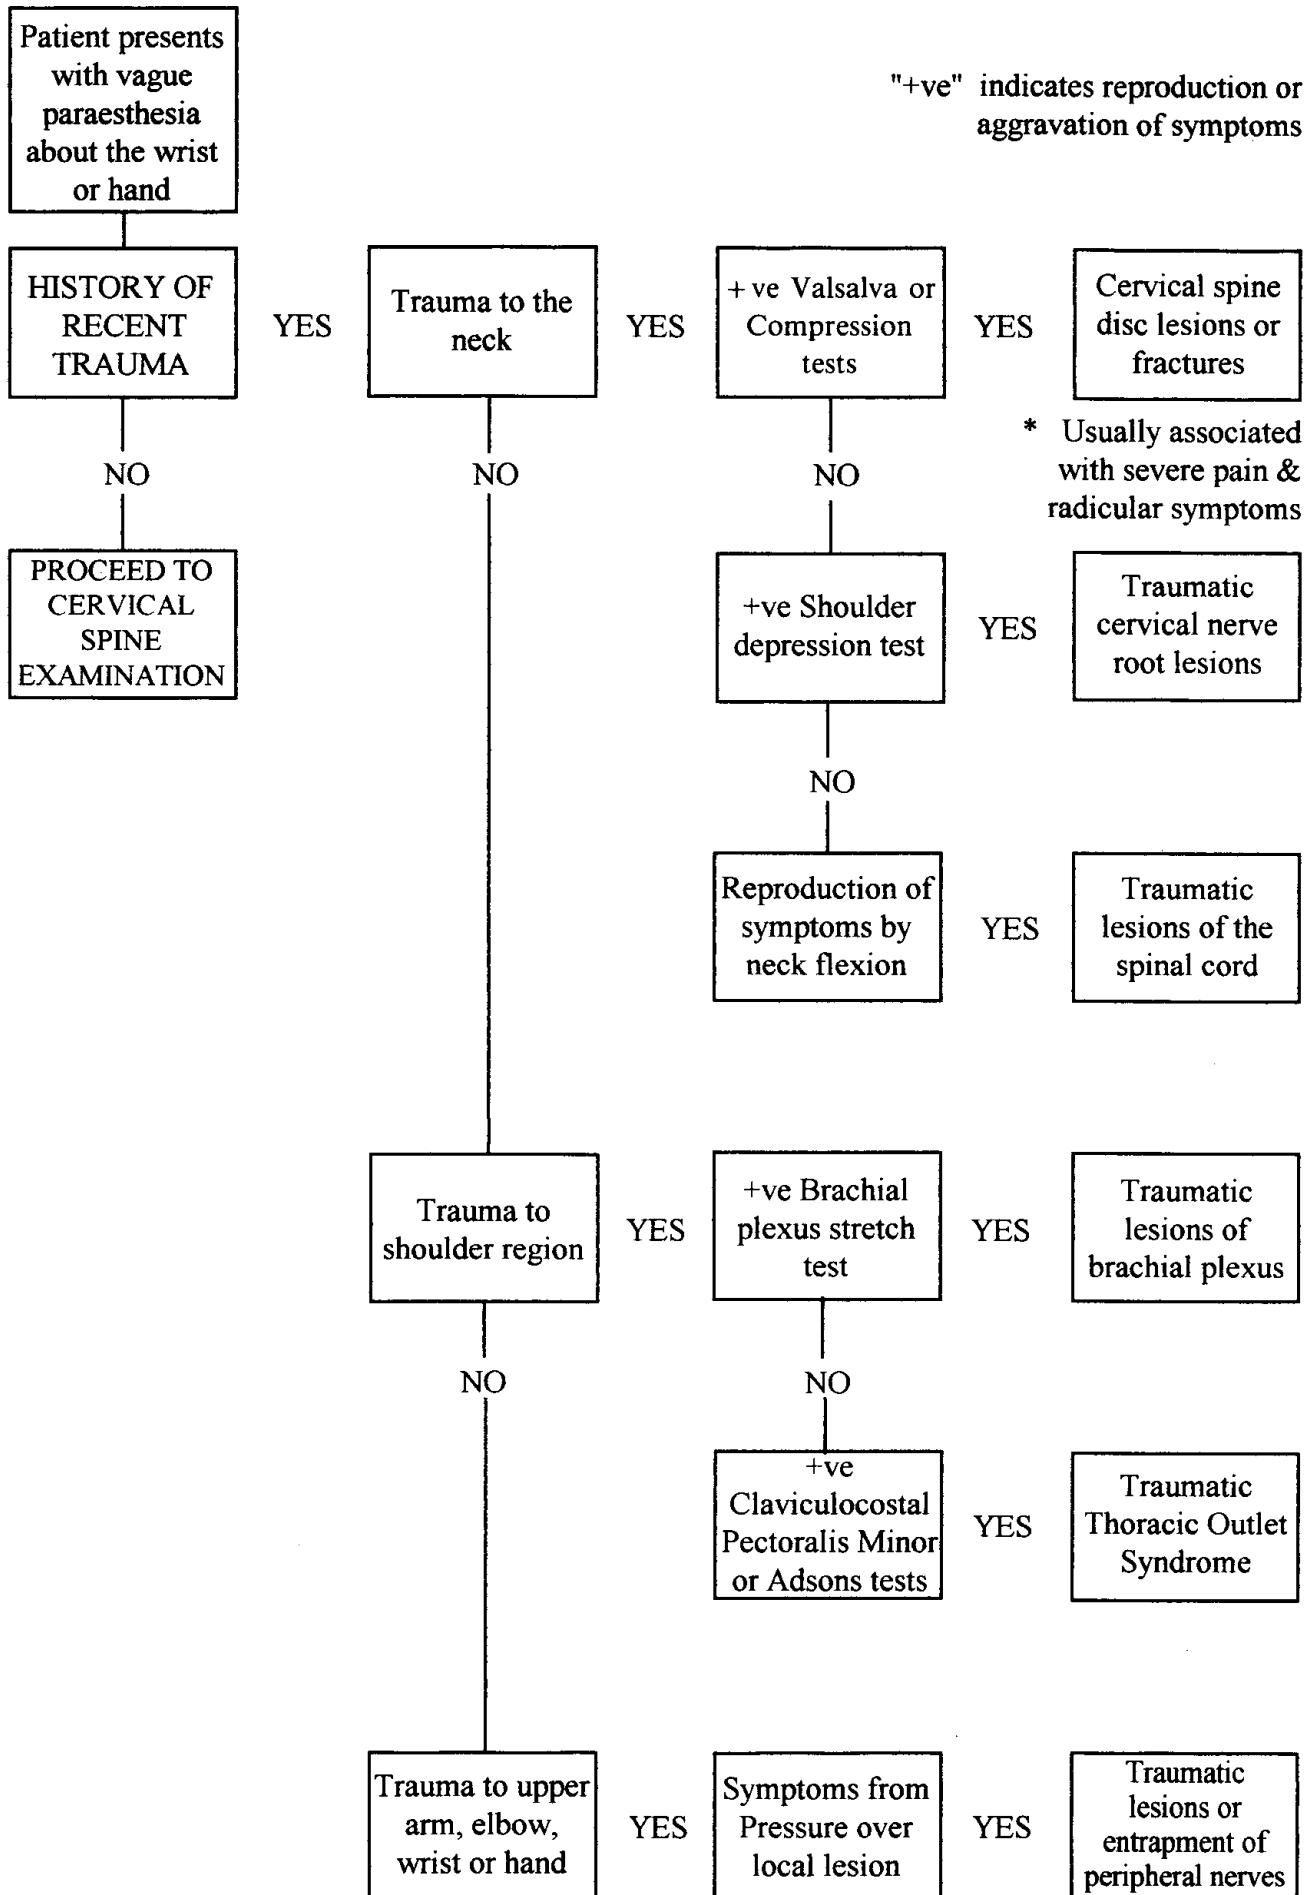 Patient presents
with vague
paraesthesia
about the wrist
or hand
"+ve" indicates reproduction or
aggravation of symptoms
HISTORY OF
RECENT
TRAUMA
YES
Trauma to the
neck
YES
+ ve Valsalva or
Compression
tests
YES
Cervical spine
disc lesions or
fractures
* Usually associated
with severe pain &
radicular symptoms
NO
NO
NO
PROCEED TO
CERVICAL
SPINE
EXAMINATION
+ve Shoulder
depression test
YES
Traumatic
cervical nerve
root lesions
NO
Reproduction of
symptoms by
neck flexion
YES
Traumatic
lesions of the
spinal cord
Trauma to
shoulder region
YES
+ve Brachial
plexus stretch
test
YES
Traumatic
lesions of
brachial plexus
NO
NO
+ve
Claviculocostal
Pectoralis Minor
or Adsons tests
YES
Traumatic
Thoracic Outlet
Syndrome
Trauma to upper
arm, elbow,
wrist or hand
YES
Symptoms from
Pressure over
local lesion
YES
Traumatic
lesions or
entrapment of
peripheral nerves